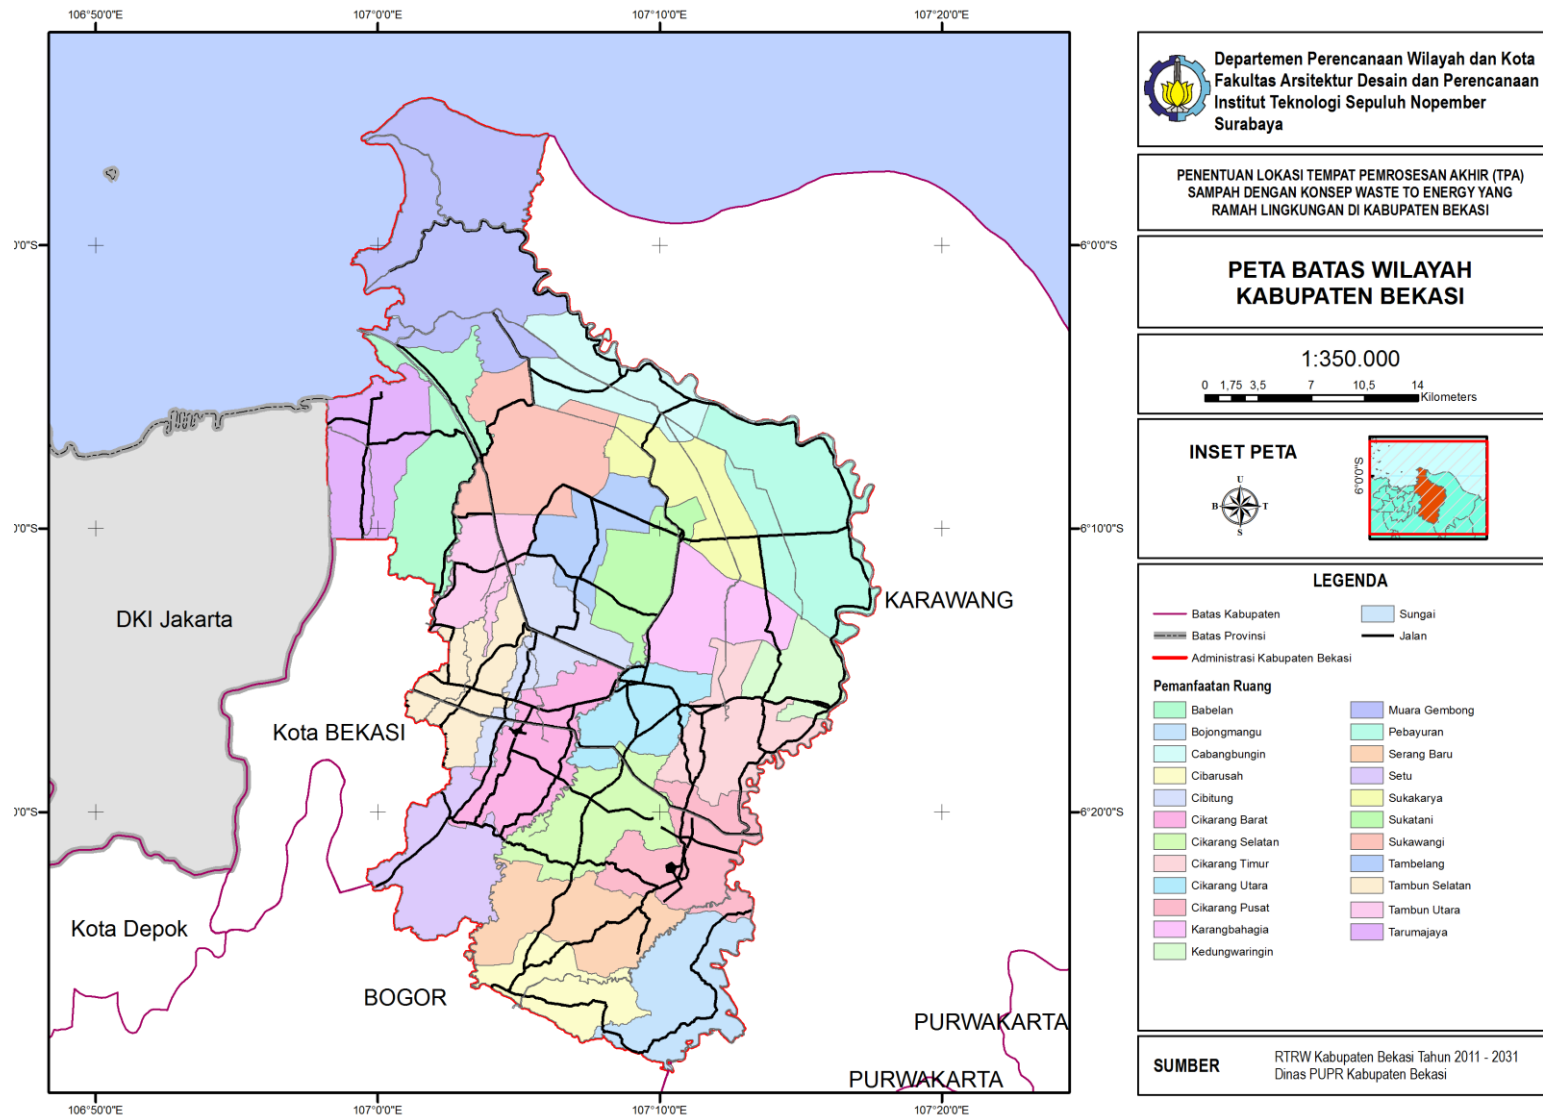 106°50'0"E
107°0'0"E
107°10'0"E
107°20'0"E
0'0"S
0'0"S
0'0"S
6°0'0"S
6°10'0"S
6°20'0"S
DKI Jakarta
Kota BEKASI
Kota Depok
BOGOR
KARAWANG
PURWAKARTA
PURWAKARTA
106°50'0"E
107°0'0"E
107°10'0"E
107°20'0"E
Departemen Perencanaan Wilayah dan Kota
Fakultas Arsitektur Desain dan Perencanaan
Institut Teknologi Sepuluh Nopember
Surabaya
PENENTUAN LOKASI TEMPAT PEMROSESAN AKHIR (TPA)
SAMPAH DENGAN KONSEP WASTE TO ENERGY YANG
RAMAH LINGKUNGAN DI KABUPATEN BEKASI
PETA BATAS WILAYAH
KABUPATEN BEKASI
1:350.000
0 1,75 3,5 7 10,5 14
Kilometers
INSET PETA
U
B T
S
6°0'0"S
LEGENDA
Batas Kabupaten
Batas Provinsi
Administrasi Kabupaten Bekasi
Sungai
Jalan
Pemanfaatan Ruang
Babelan
Bojongmangu
Cabangbungin
Cibarusah
Cibitung
Cikarang Barat
Cikarang Selatan
Cikarang Timur
Cikarang Utara
Cikarang Pusat
Karangbahagia
Kedungwaringin
Muara Gembong
Pebayuran
Serang Baru
Setu
Sukakarya
Sukatani
Sukawangi
Tambelang
Tambun Selatan
Tambun Utara
Tarumajaya
SUMBER
RTRW Kabupaten Bekasi Tahun 2011 - 2031
Dinas PUPR Kabupaten Bekasi